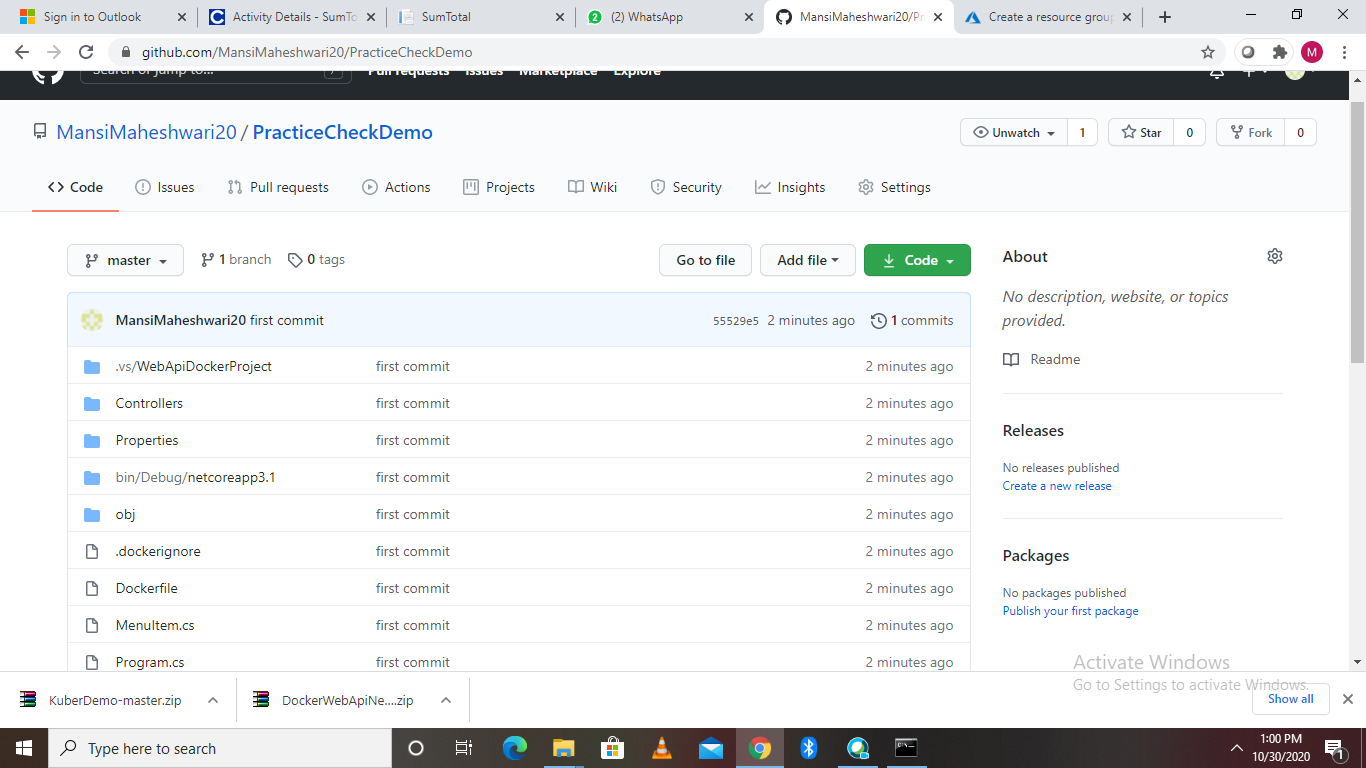 Sign in to Outlook
Activity Details - SumTo
SumTotal
(2) WhatsApp
MansiMaheshwari20/Pr
Create a resource group
github.com/MansiMaheshwari20/PracticeCheckDemo
M
Search or jump to...
/
Pull requests Issues Marketplace Explore
MansiMaheshwari20 / PracticeCheckDemo
Unwatch 1
Star 0
Fork 0
Code
Issues
Pull requests
Actions
Projects
Wiki
Security
Insights
Settings
master
1 branch
0 tags
Go to file
Add file
Code
MansiMaheshwari20 first commit
55529e5 2 minutes ago 1 commits
.vs/WebApiDockerProject first commit 2 minutes ago
Controllers first commit 2 minutes ago
Properties first commit 2 minutes ago
bin/Debug/netcoreapp3.1 first commit 2 minutes ago
obj first commit 2 minutes ago
.dockerignore first commit 2 minutes ago
Dockerfile first commit 2 minutes ago
MenuItem.cs first commit 2 minutes ago
Program.cs first commit 2 minutes ago
About
No description, website, or topics
provided.
Readme
Releases
No releases published
Create a new release
Packages
No packages published
Publish your first package
Activate Windows
Go to Settings to activate Windows.
KuberDemo-master.zip
DockerWebApiNe....zip
Show all
Type here to search
1:00 PM
10/30/2020
1